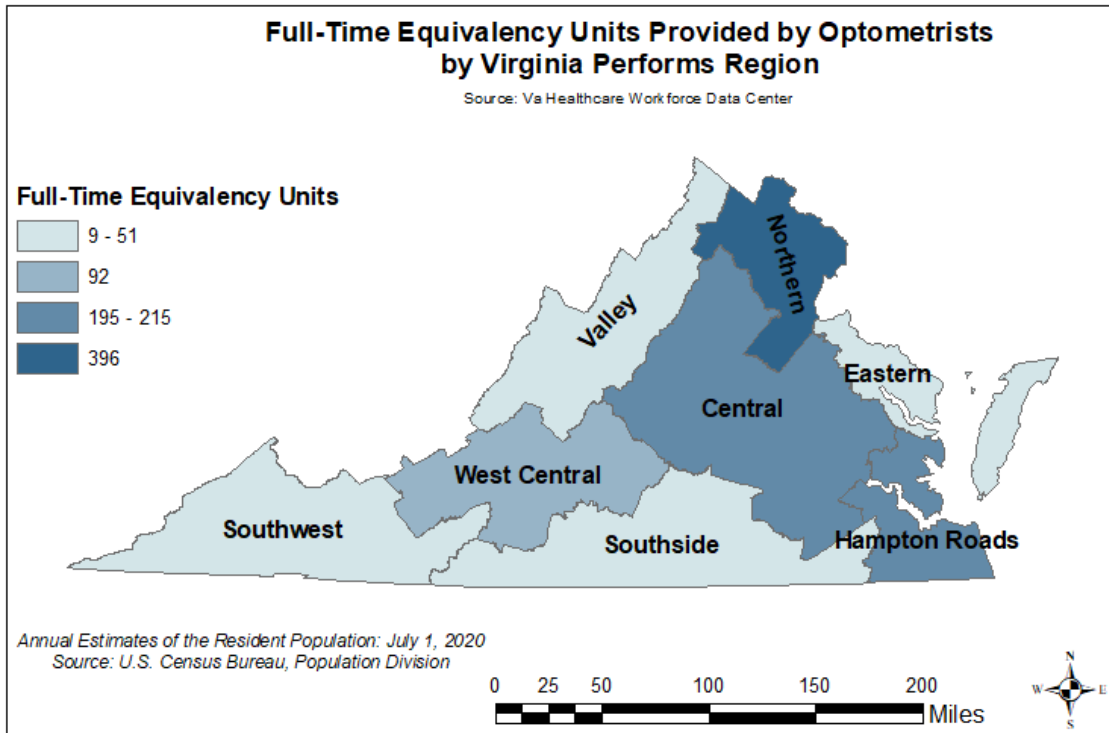 Full-Time Equivalency Units Provided by Optometrists
by Virginia Performs Region
Source: Va Healthcare Workforce Data Center
Full-Time Equivalency Units
9 - 51
92
195 - 215
396
Northern
Valley
Eastern
Central
West Central
Southwest
Southside
Hampton Roads
Annual Estimates of the Resident Population: July 1, 2020
Source: U.S. Census Bureau, Population Division
0 25 50 100 150 200
Miles
N
W E
S